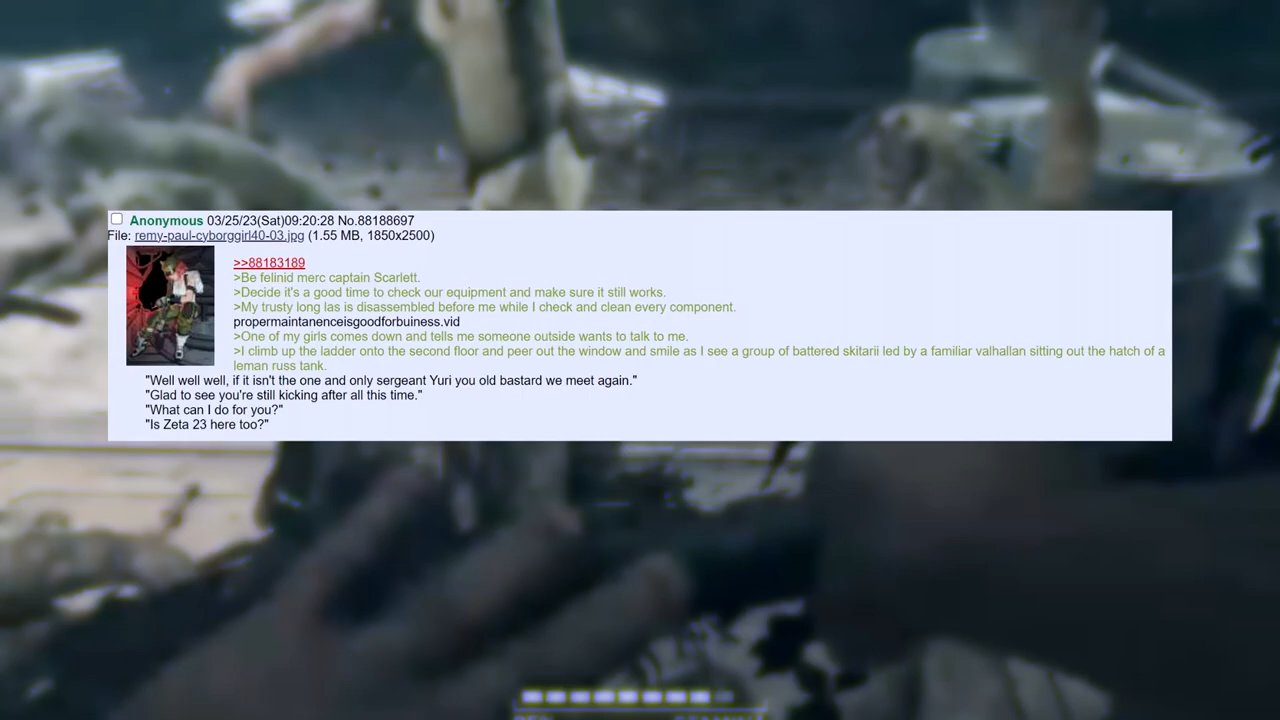 Anonymous 03/25/23(Sat)09:20:28 No.88188697
File: remy-paul-cyborggirl40-03.jpg (1.55 MB, 1850x2500)
>>88183189
>Be felinid merc captain Scarlett.
>Decide it's a good time to check our equipment and make sure it still works.
>My trusty long las is disassembled before me while I check and clean every component.
propermaintanenceisgoodforbuiness.vid
>One of my girls comes down and tells me someone outside wants to talk to me.
>I climb up the ladder onto the second floor and peer out the window and smile as I see a group of battered skitarii led by a familiar valhallan sitting out the hatch of a
leman russ tank.
"Well well well, if it isn't the one and only sergeant Yuri you old bastard we meet again."
"Glad to see you're still kicking after all this time."
"What can I do for you?"
"Is Zeta 23 here too?"